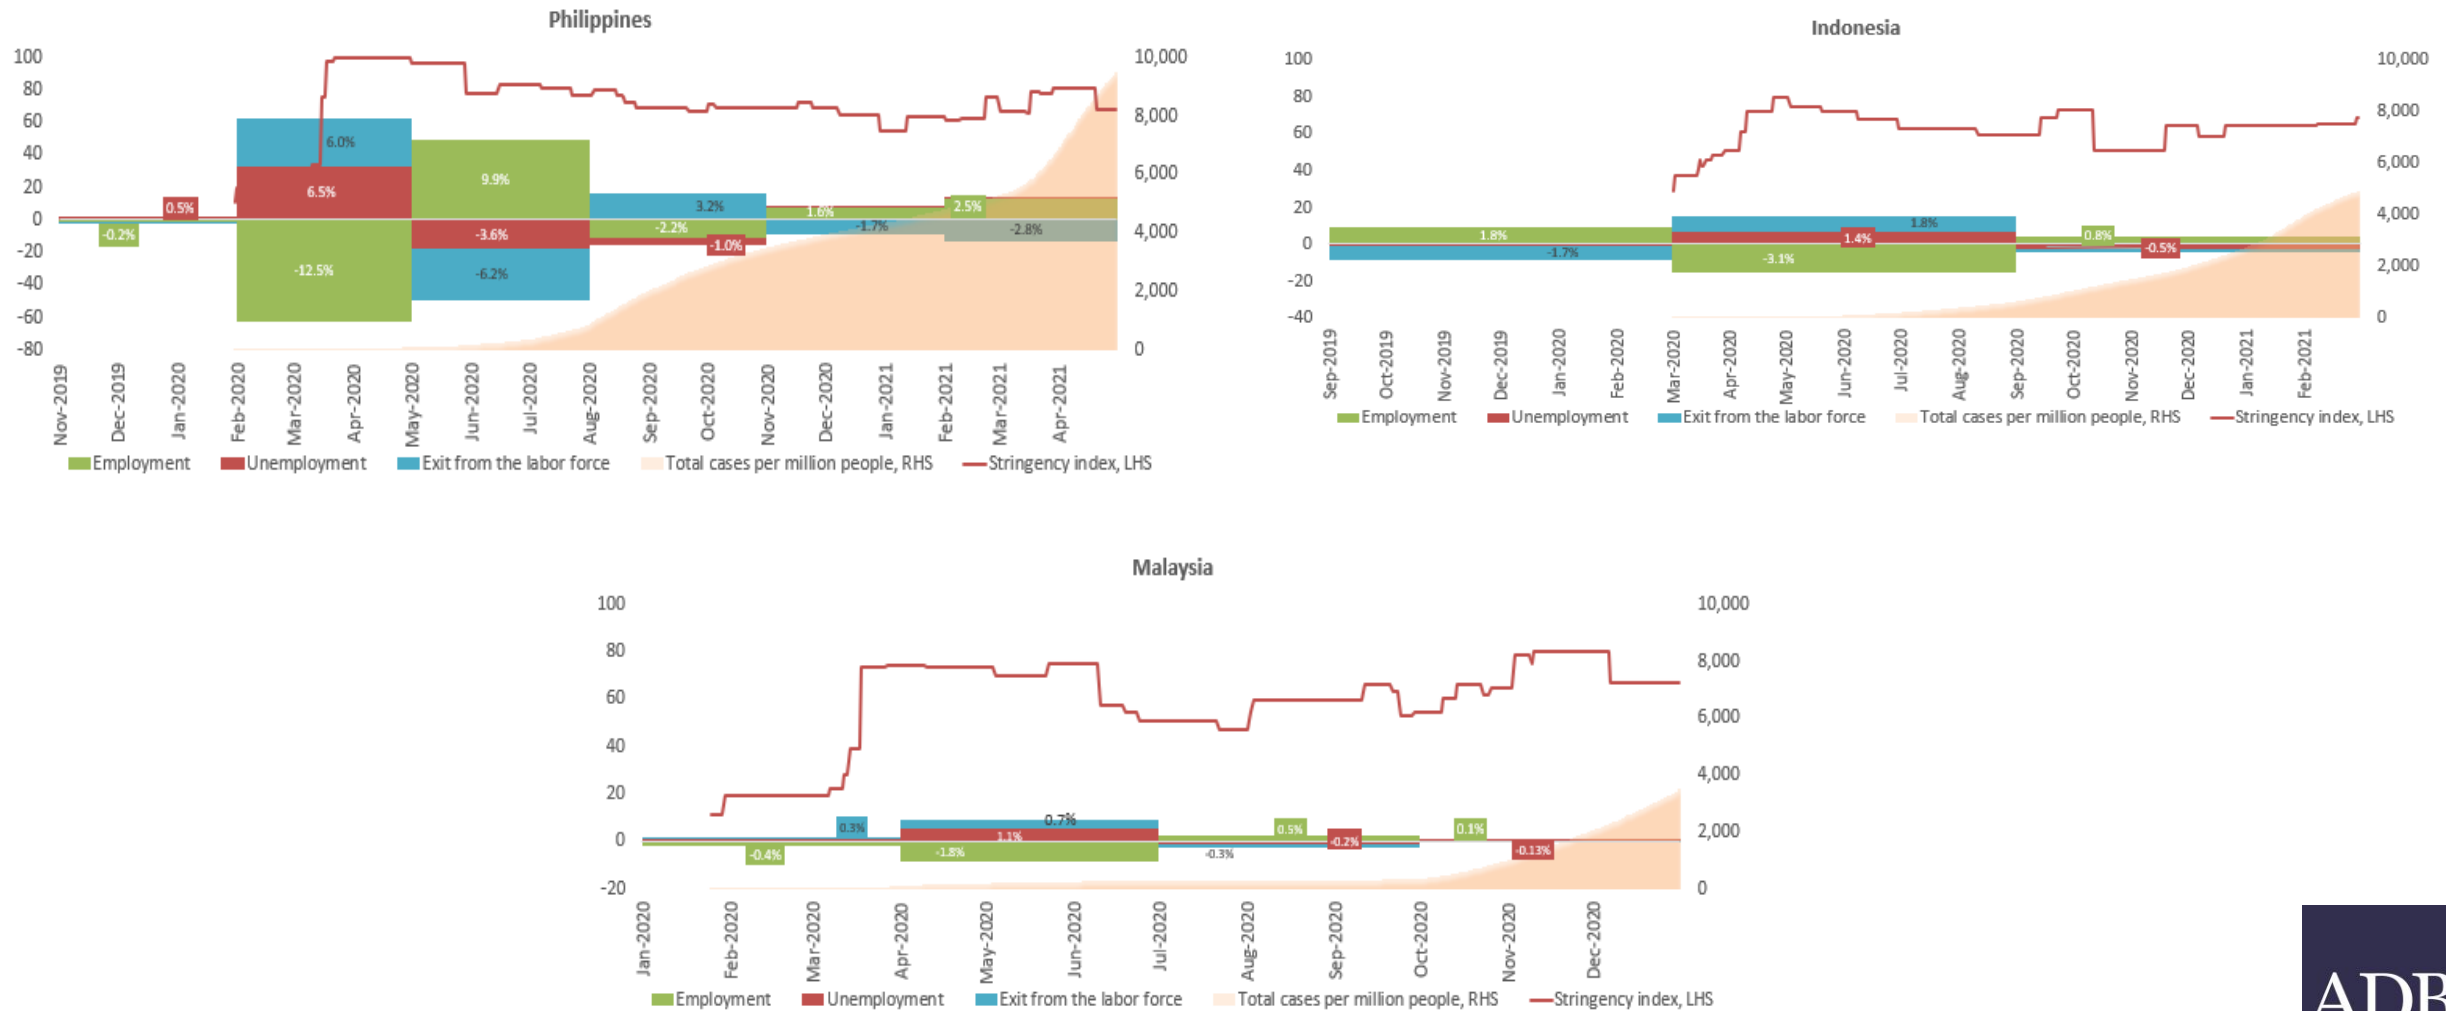 Philippines
100
80
60
40
20
0
-20
-40
-60
-80
10,000
8,000
6,000
4,000
2,000
0
0.5%
-0.2%
6.0%
6.5%
-12.5%
9.9%
-3.6%
-6.2%
3.2%
-2.2%
-1.0%
1.6%
-1.7%
2.5%
-2.8%
Nov-2019
Dec-2019
Jan-2020
Feb-2020
Mar-2020
Apr-2020
May-2020
Jun-2020
Jul-2020
Aug-2020
Sep-2020
Oct-2020
Nov-2020
Dec-2020
Jan-2021
Feb-2021
Mar-2021
Apr-2021
Employment Unemployment Exit from the labor force Total cases per million people, RHS Stringency index, LHS
Indonesia
100
80
60
40
20
0
-20
-40
10,000
8,000
6,000
4,000
2,000
0
1.8%
-1.7%
1.8%
1.4%
-3.1%
0.8%
-0.5%
Sep-2019
Oct-2019
Nov-2019
Dec-2019
Jan-2020
Feb-2020
Mar-2020
Apr-2020
May-2020
Jun-2020
Jul-2020
Aug-2020
Sep-2020
Oct-2020
Nov-2020
Dec-2020
Jan-2021
Feb-2021
Employment Unemployment Exit from the labor force Total cases per million people, RHS Stringency index, LHS
Malaysia
100
80
60
40
20
0
-20
10,000
8,000
6,000
4,000
2,000
0
0.3%
-0.4%
0.7%
1.1%
-1.8%
0.5%
-0.2%
-0.3%
0.1%
-0.13%
Jan-2020
Feb-2020
Mar-2020
Apr-2020
May-2020
Jun-2020
Jul-2020
Aug-2020
Sep-2020
Oct-2020
Nov-2020
Dec-2020
Employment Unemployment Exit from the labor force Total cases per million people, RHS Stringency index, LHS
ADB